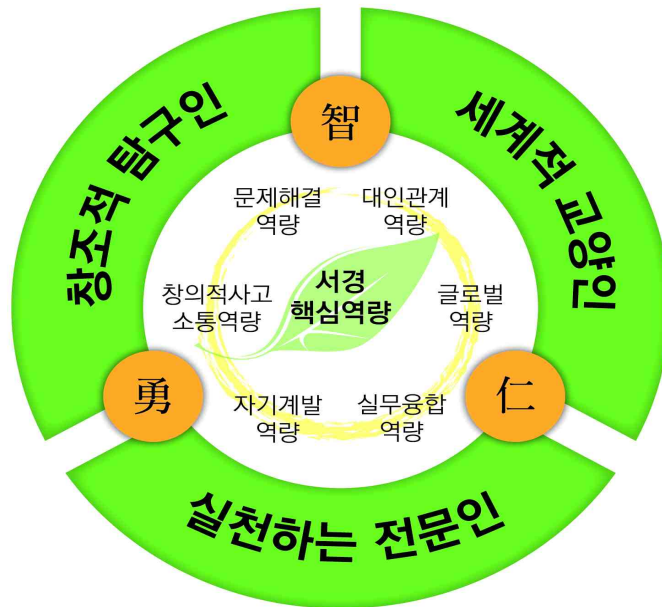 창조적 탐구인
智
세계적 교양인
문제해결
역량
대인관계
역량
창의적사고
소통역량
서경
핵심역량
글로벌
역량
勇
자기계발
역량
실무융합
역량
仁
실천하는 전문인